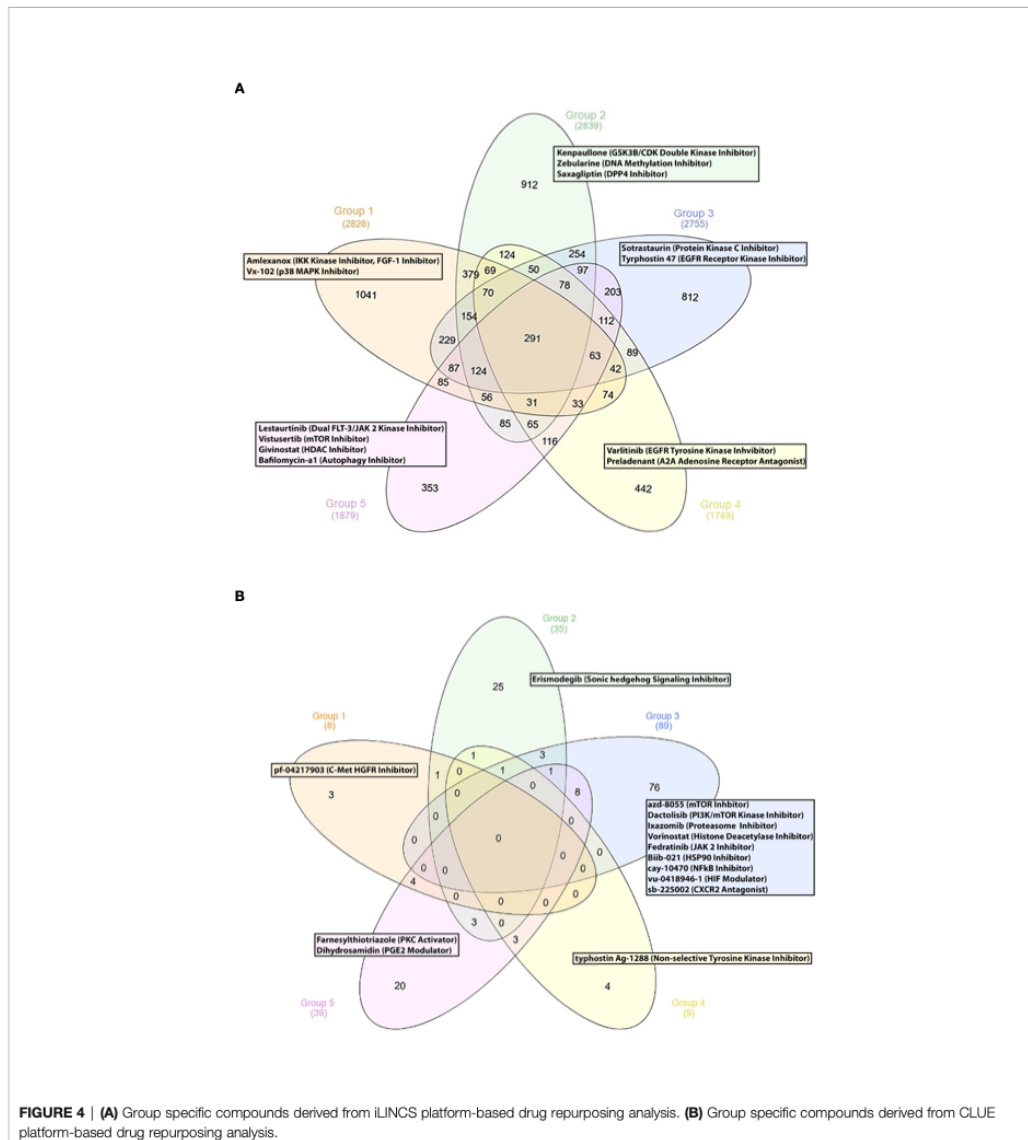 A
Group 2
(2839)
Kenpaullone (GSK3B/CDK Double Kinase Inhibitor)
Zebularine (DNA Methylation Inhibitor)
Saxagliptin (DPP4 Inhibitor)
912
Group 1
(2828)
Group 3
(2755)
Amlexanox (IKK Kinase Inhibitor, FGF-1 Inhibitor)
Vx-102 (p38 MAPK Inhibitor)
Sotrastaurin (Protein Kinase C Inhibitor)
Tyrphostin 47 (EGFR Receptor Kinase Inhibitor)
124
254
379
69
50
97
1041
70
78
203
812
154
112
229
291
89
63
87
124
42
85
56
31
33
74
85
65
116
Lestaurtinib (Dual FLT-3/JAK 2 Kinase Inhibitor)
Vistusertib (mTOR Inhibitor)
Givinostat (HDAC Inhibitor)
Bafilomycin-a1 (Autophagy Inhibitor)
Varlitinib (EGFR Tyrosine Kinase Inhvibitor)
Preladenant (A2A Adenosine Receptor Antagonist)
353
442
Group 5
(1879)
Group 4
(1749)
B
Group 2
(35)
Erismodegib (Sonic hedgehog Signaling Inhibitor)
25
Group 1
(8)
Group 3
(89)
pf-04217903 (C-Met HGFR Inhibitor)
1
3
1
0
1
1
3
0
0
8
76
azd-8055 (mTOR Inhbitor)
Dactolisib (PI3K/mTOR Kinase Inhibitor)
Ixazomib (Proteasome Inhibitor)
Vorinostat (Histone Deacetylase Inhibitor)
Fedratinib (JAK 2 Inhibitor)
Biib-021 (HSP90 Inhibitor)
cay-10470 (NFkB Inhibitor)
vu-0418946-1 (HIF Modulator)
sb-225002 (CXCR2 Antagonist)
0
0
0
0
0
0
0
0
0
4
0
0
0
0
3
0
3
Farnesylthiotriazole (PKC Activator)
Dihydrosamidin (PGE2 Modulator)
typhostin Ag-1288 (Non-selective Tyrosine Kinase Inhibitor)
20
4
Group 5
(39)
Group 4
(9)
FIGURE 4 | (A) Group specific compounds derived from iLINCS platform-based drug repurposing analysis. (B) Group specific compounds derived from CLUE
platform-based drug repurposing analysis.